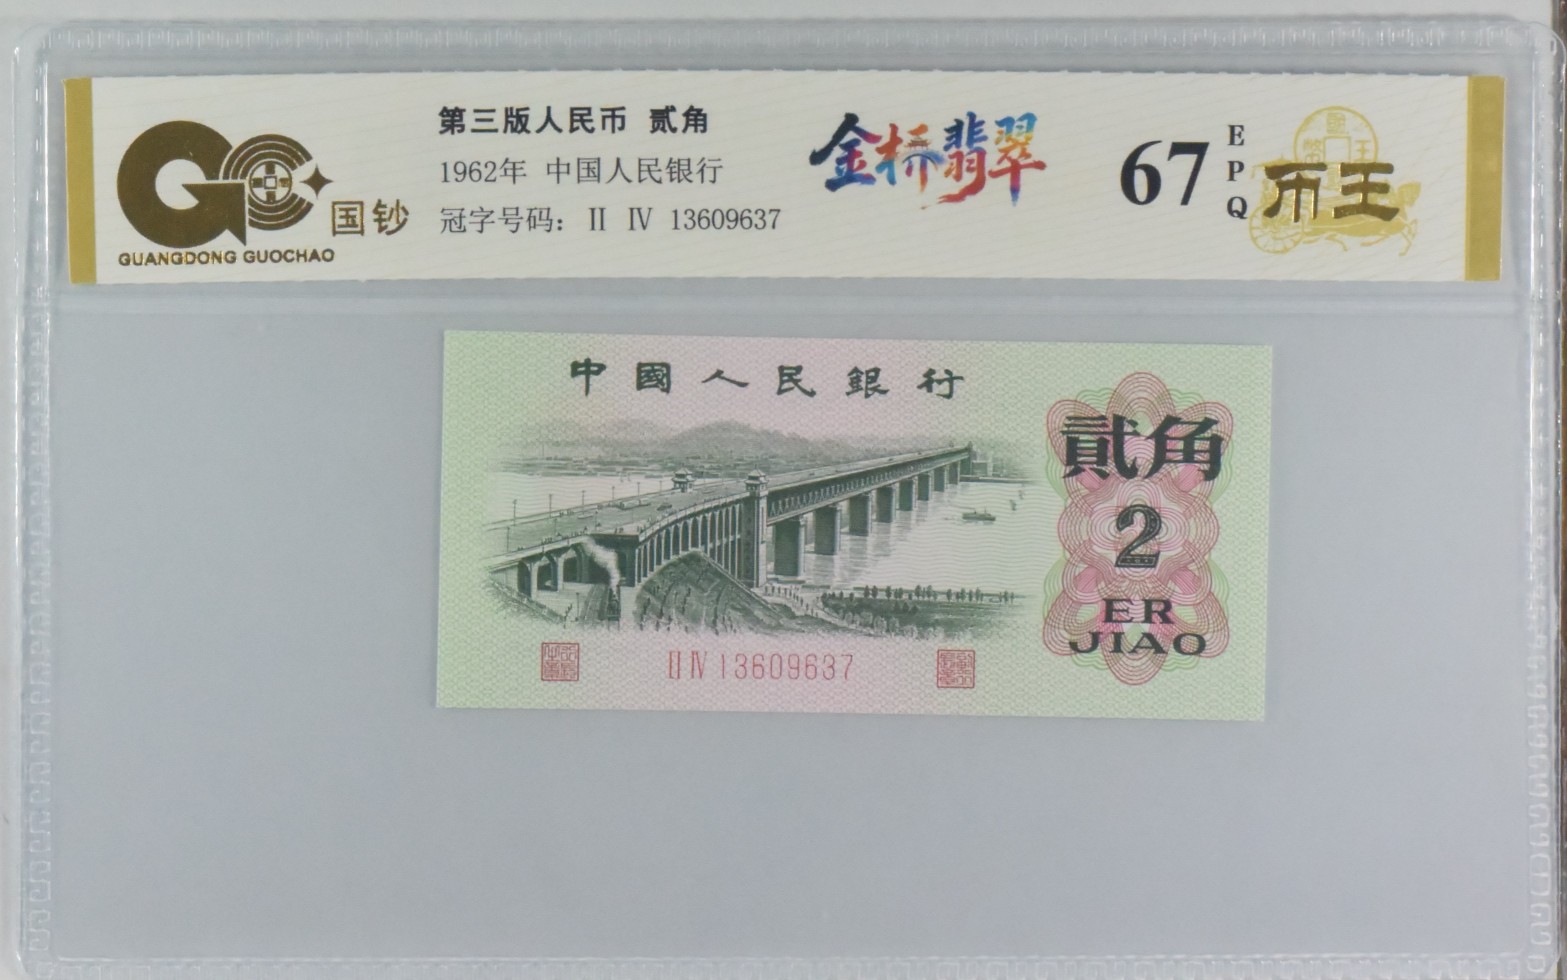 国钞
GUANGDONG GUOCHAO
第三版人民币 贰角
1962年 中国人民银行
冠字号码: II IV 13609637
金桥翡翠
67
EPQ
币王
中國人民銀行
貳角
2
ER
JIAO
II IV 13609637